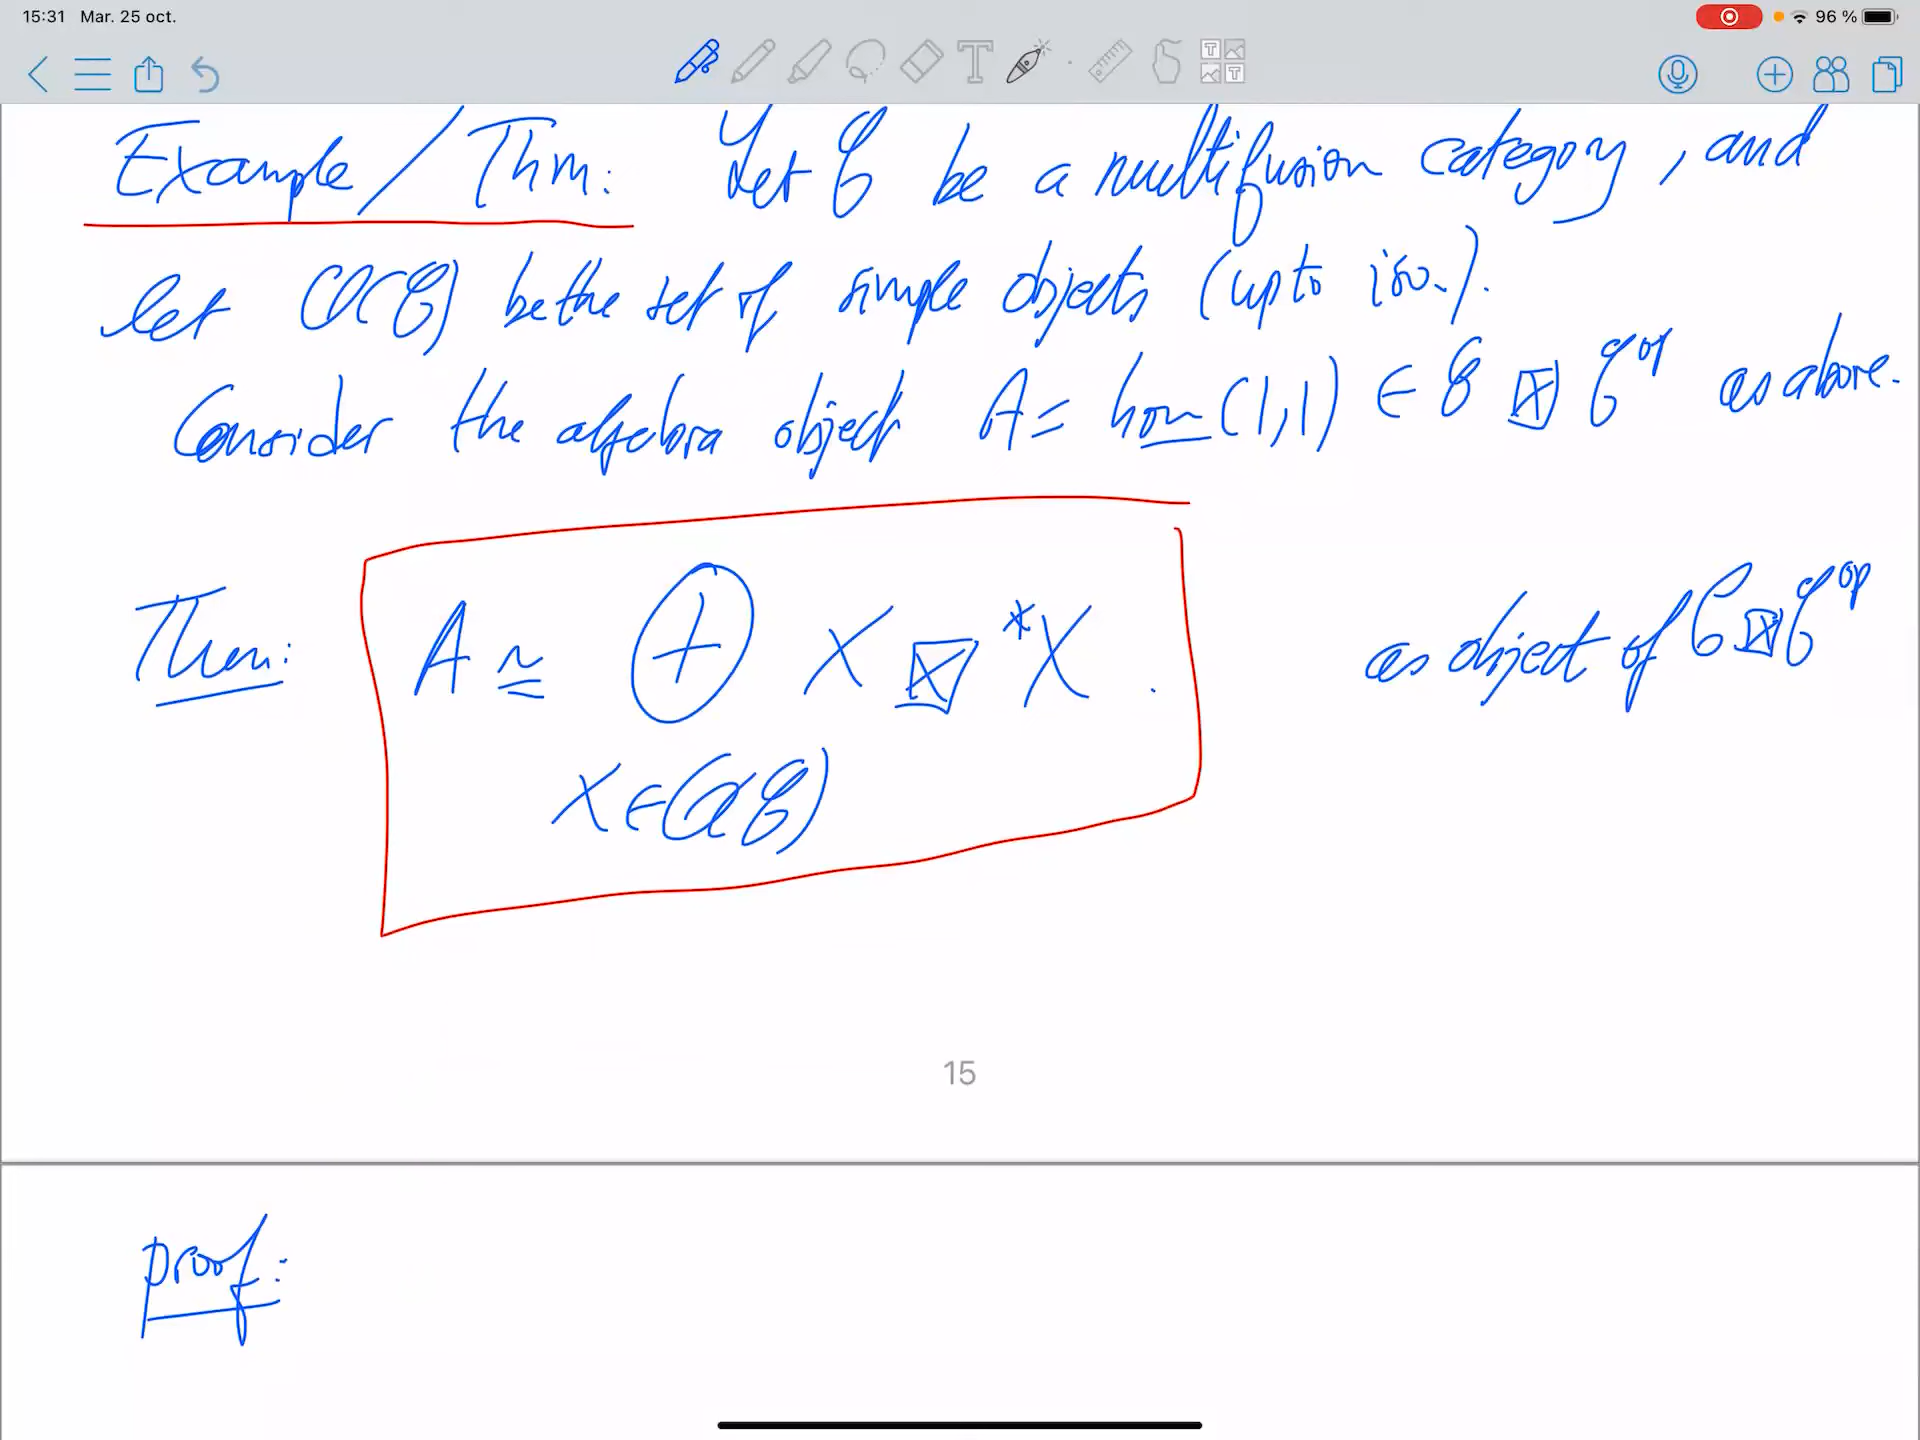 15:31 Mar. 25 oct.
96 %
Example/Thm: Let 𝒞 be a multifusion category, and
let O(𝒞) be the set of simple objects (up to iso.).
Consider the algebra object A = hom(1,1) ∈ 𝒞 ⊠ 𝒞^op as above.
Then: A ≅ ⊕ X ⊠ *X . as object of 𝒞⊠𝒞^op
X∈O(𝒞)
15
proof: